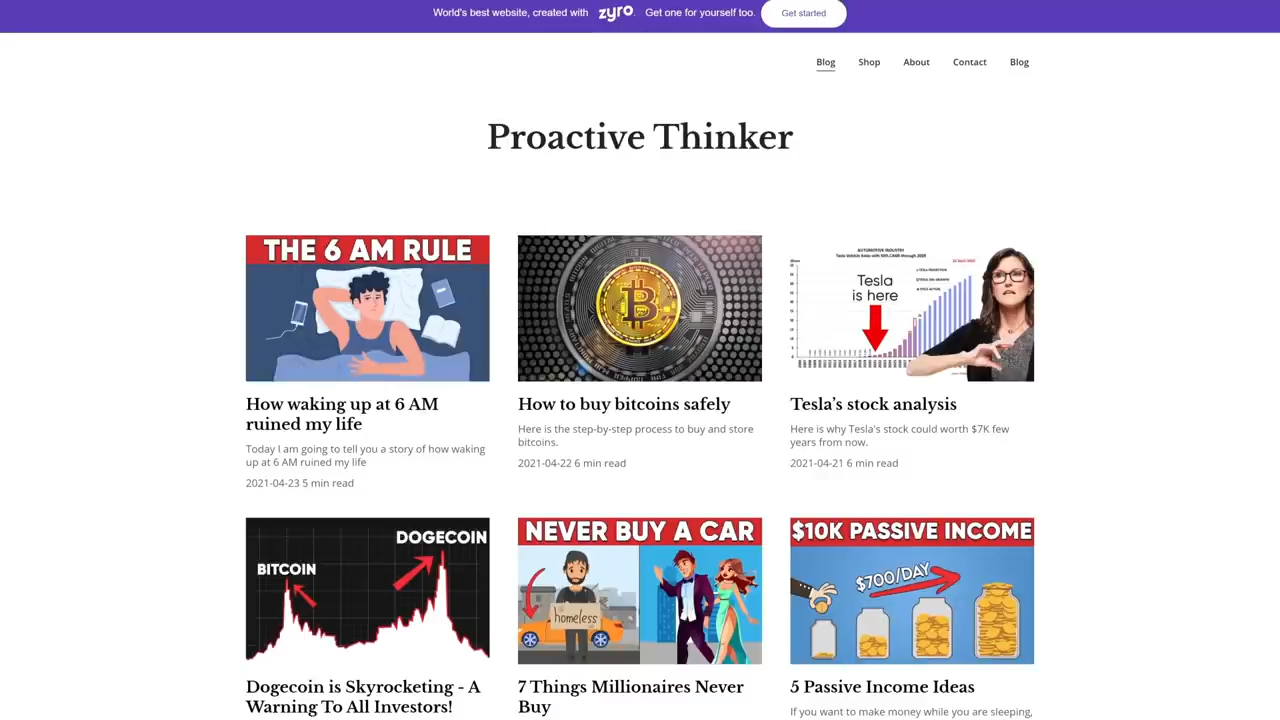 World's best website, created with zyro. Get one for yourself too. Get started
Blog Shop About Contact Blog
Proactive Thinker
THE 6 AM RULE
AUTOMOTIVE INDUSTRY
Tesla
is here
How waking up at 6 AM
ruined my life
Today I am going to tell you a story of how waking
up at 6 AM ruined my life
2021-04-23 5 min read
How to buy bitcoins safely
Here is the step-by-step process to buy and store
bitcoins.
2021-04-22 6 min read
Tesla's stock analysis
Here is why Tesla's stock could worth $7K few
years from now.
2021-04-21 6 min read
BITCOIN
DOGECOIN
NEVER BUY A CAR
homeless
$10K PASSIVE INCOME
$700/DAY
Dogecoin is Skyrocketing - A
Warning To All Investors!
7 Things Millionaires Never
Buy
5 Passive Income Ideas
If you want to make money while you are sleeping,